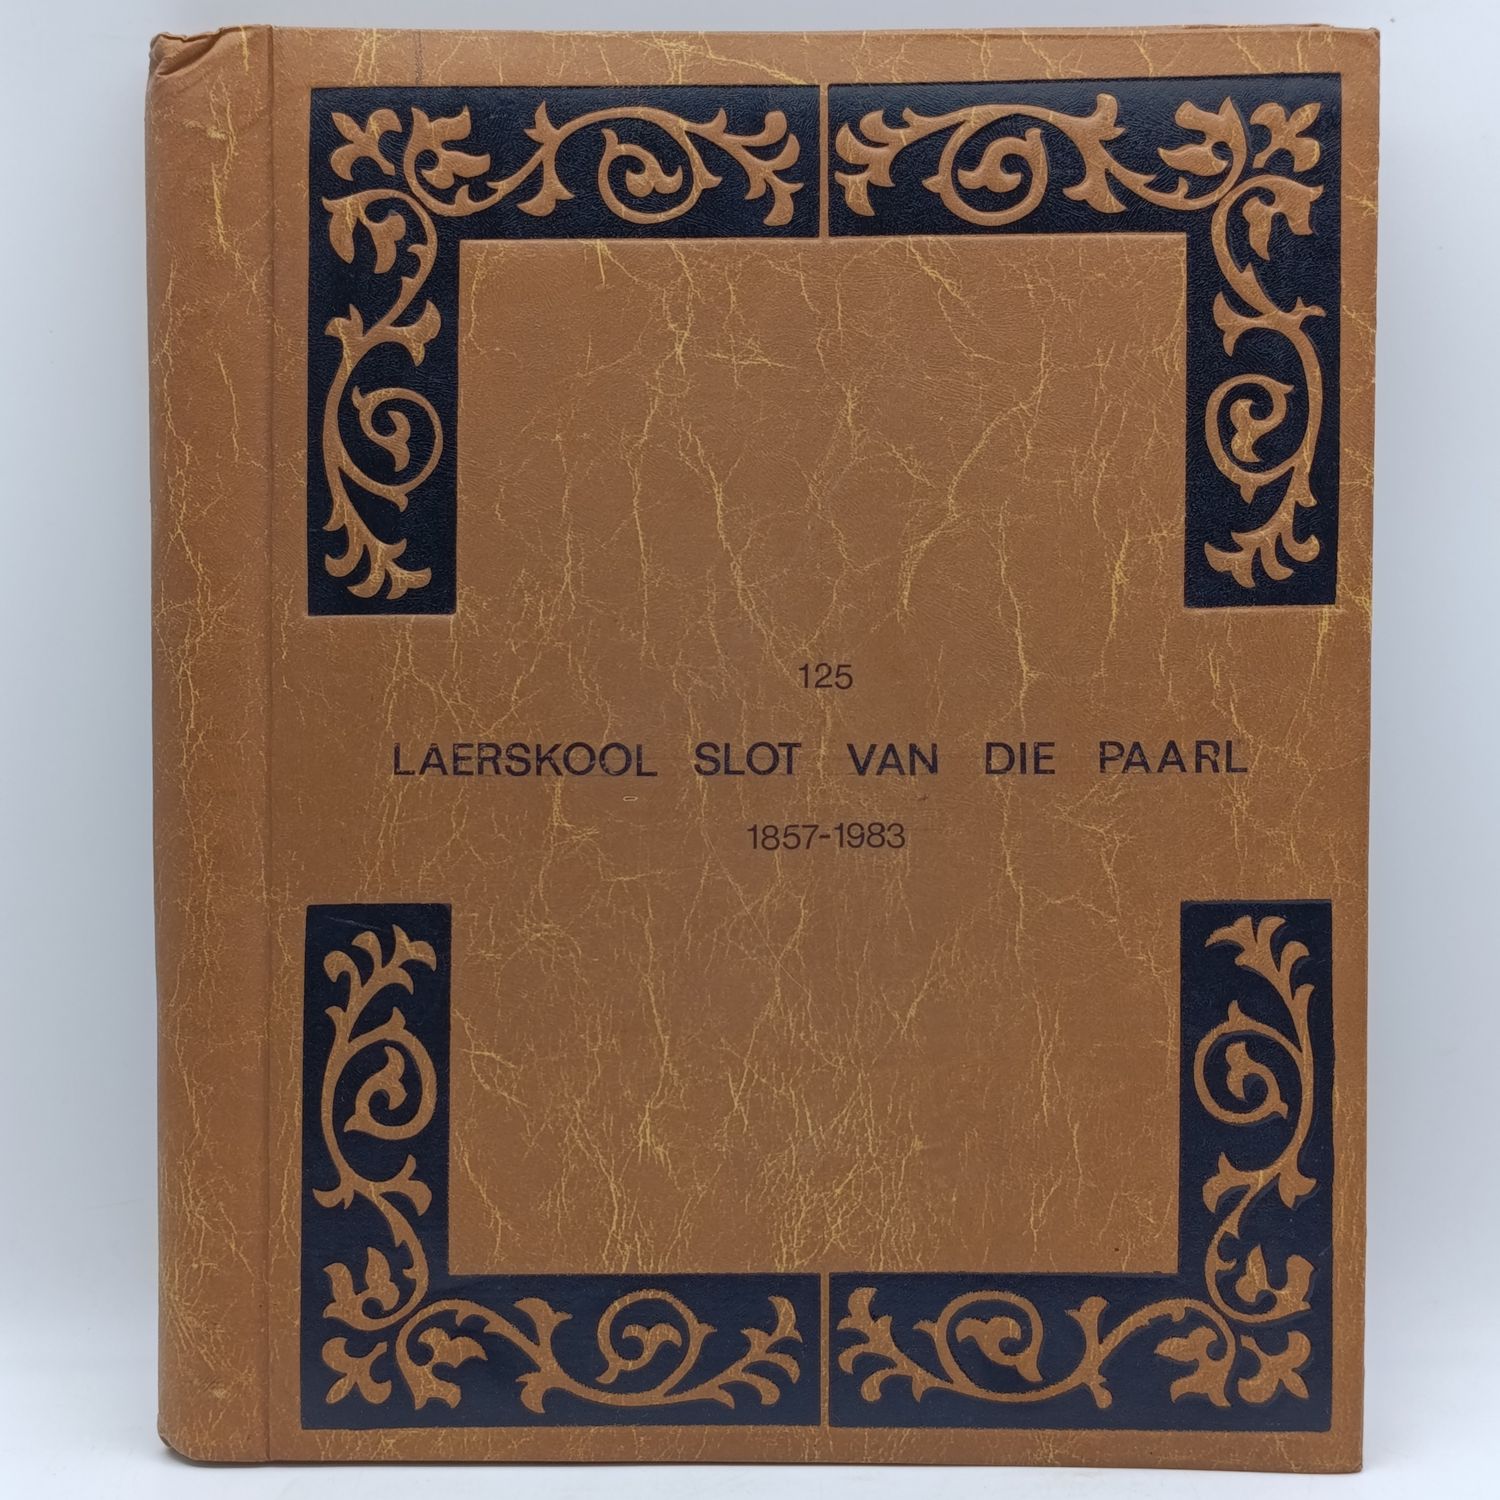 125
LAERSKOOL SLOT VAN DIE PAARL
1857-1983